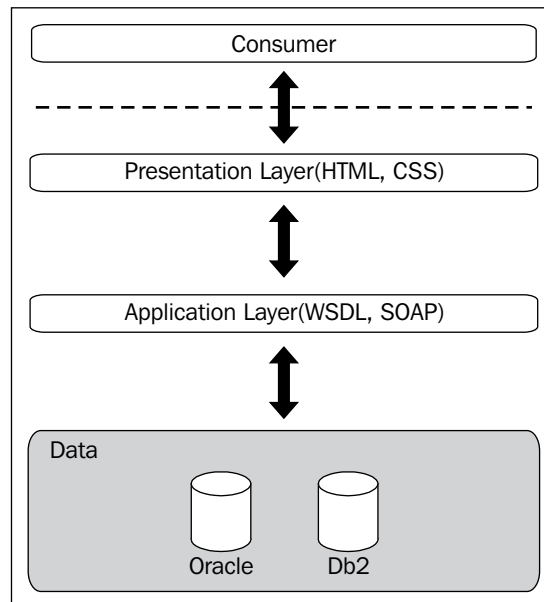 Consumer
Presentation Layer(HTML, CSS)
Application Layer(WSDL, SOAP)
Data
Oracle
Db2